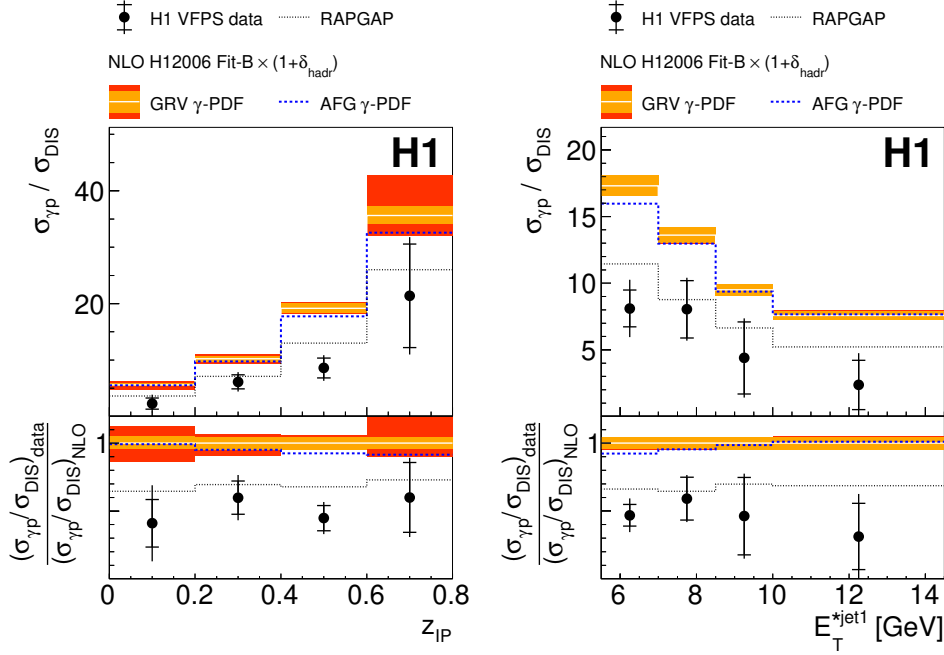 H1 VFPS data RAPGAP
NLO H12006 Fit-B × (1+δhadr)
GRV γ-PDF AFG γ-PDF
H1
σγp / σDIS
40
20
(σγp/σDIS)data
(σγp/σDIS)NLO
1
0 0.2 0.4 0.6 0.8
zIP
H1 VFPS data RAPGAP
NLO H12006 Fit-B × (1+δhadr)
GRV γ-PDF AFG γ-PDF
H1
σγp / σDIS
20
15
10
5
(σγp/σDIS)data
(σγp/σDIS)NLO
1
6 8 10 12 14
E*jet1T [GeV]